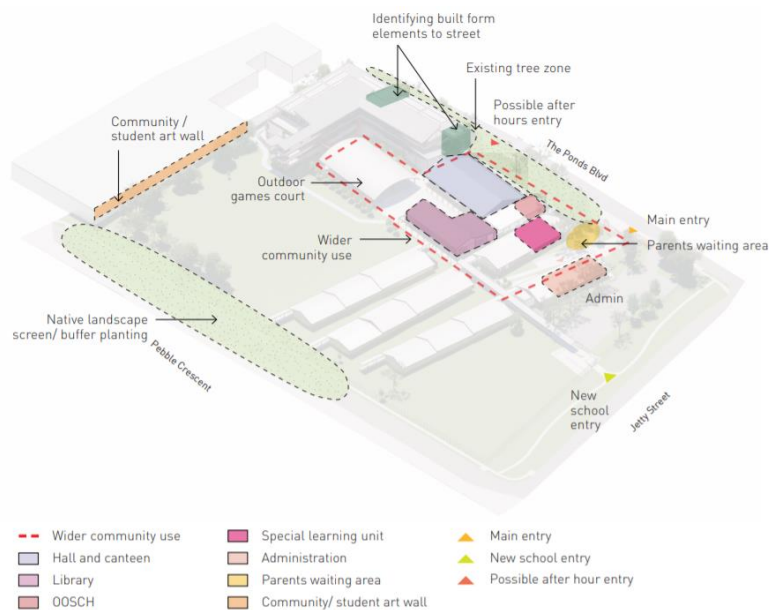 Identifying built form
elements to street
Existing tree zone
Possible after
hours entry
Community /
student art wall
The Ponds Blvd
Outdoor
games court
Main entry
Wider
community use
Parents waiting area
Admin
Native landscape
screen/ buffer planting
Pebble Crescent
New
school
entry
Jetty Street
Wider community use
Hall and canteen
Library
OOSCH
Special learning unit
Administration
Parents waiting area
Community/ student art wall
Main entry
New school entry
Possible after hour entry